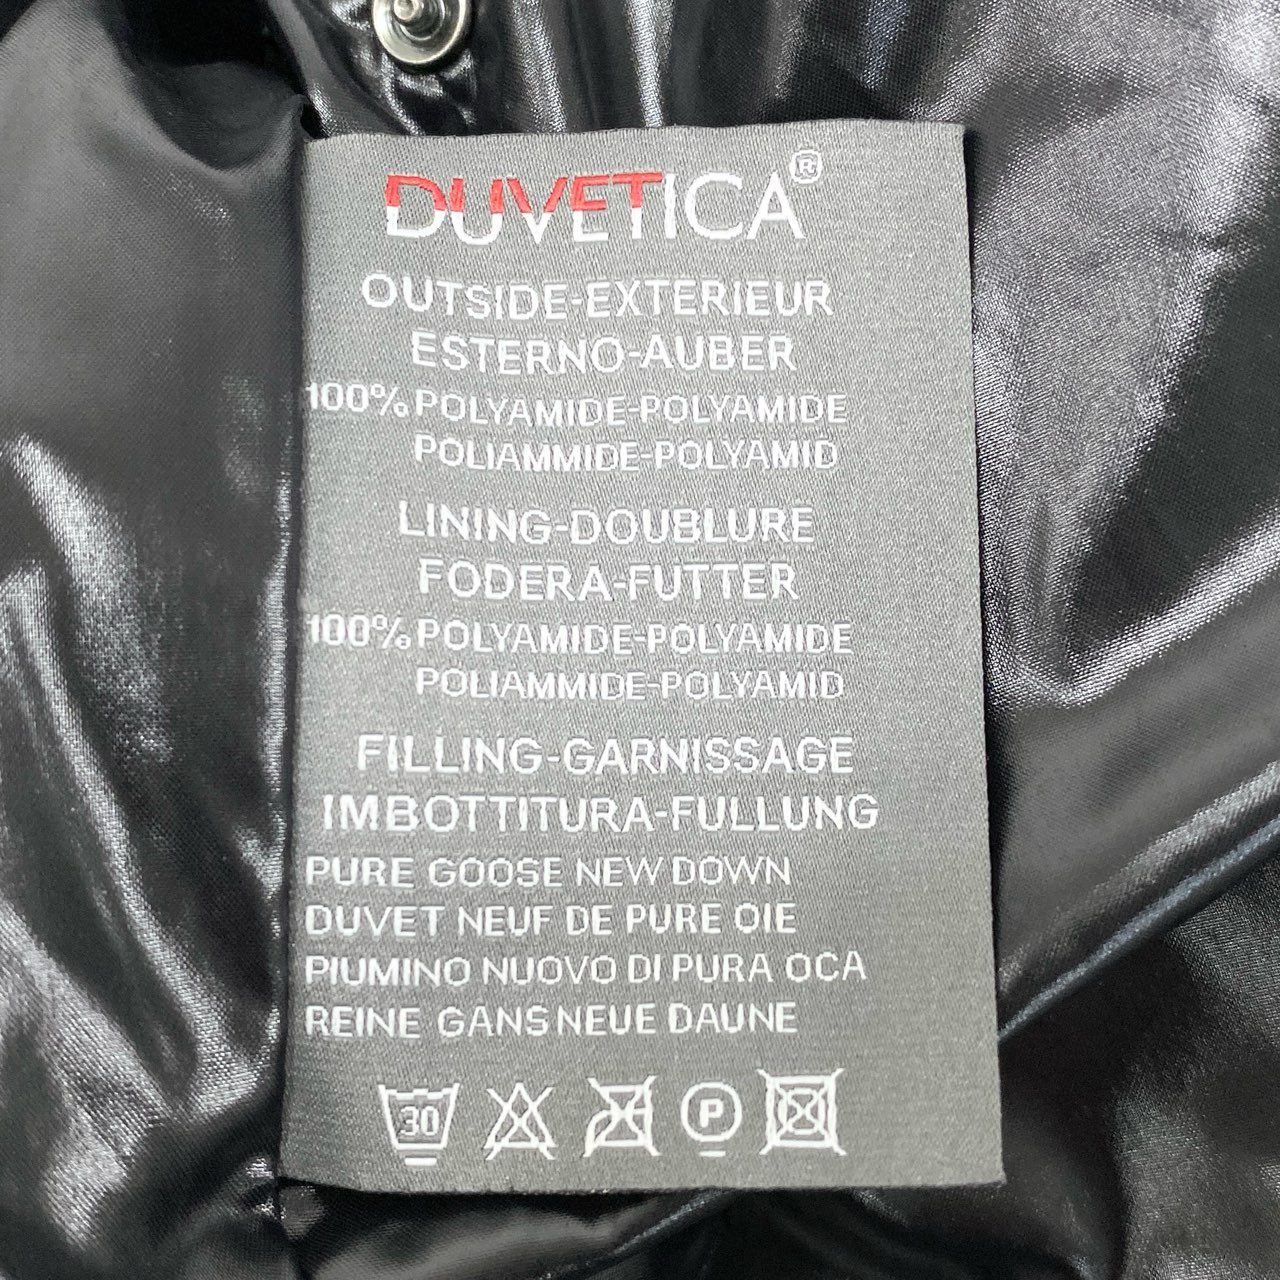 DUVETICA®
OUTSIDE-EXTERIEUR
ESTERNO-AUBER
100% POLYAMIDE-POLYAMIDE
POLIAMMIDE-POLYAMID
LINING-DOUBLURE
FODERA-FUTTER
100% POLYAMIDE-POLYAMIDE
POLIAMMIDE-POLYAMID
FILLING-GARNISSAGE
IMBOTTITURA-FULLUNG
PURE GOOSE NEW DOWN
DUVET NEUF DE PURE OIE
PIUMINO NUOVO DI PURA OCA
REINE GANS NEUE DAUNE
30 P